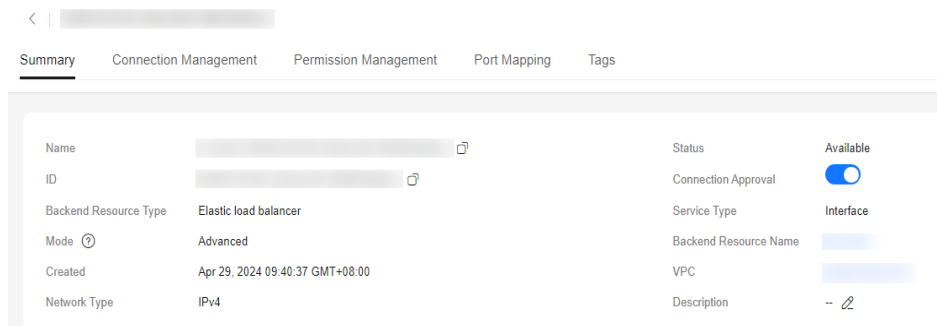 Summary Connection Management Permission Management Port Mapping Tags
Name Status Available
ID Connection Approval
Backend Resource Type Elastic load balancer Service Type Interface
Mode ? Advanced Backend Resource Name
Created Apr 29, 2024 09:40:37 GMT+08:00 VPC
Network Type IPv4 Description --